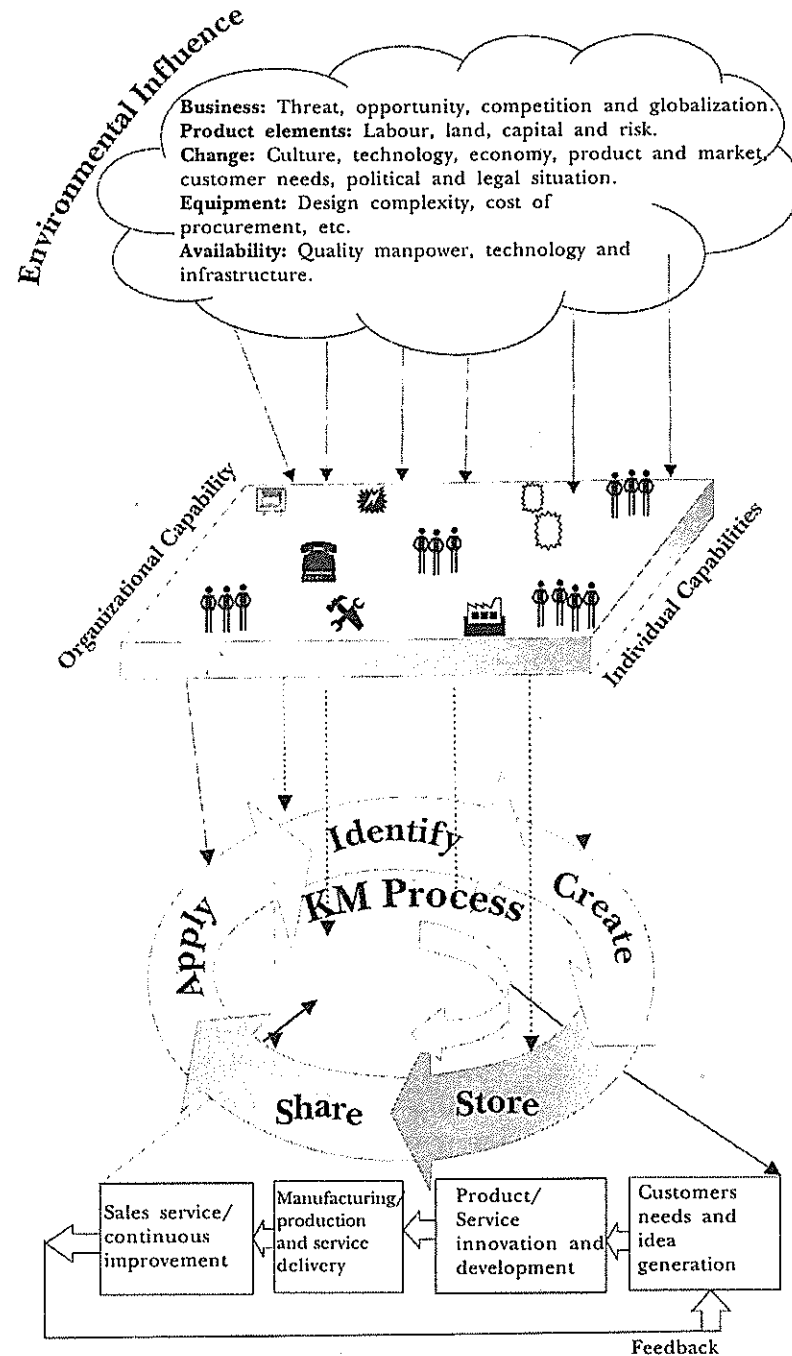 Environmental Influence
Business: Threat, opportunity, competition and globalization.
Product elements: Labour, land, capital and risk.
Change: Culture, technology, economy, product and market,
customer needs, political and legal situation.
Equipment: Design complexity, cost of
procurement, etc.
Availability: Quality manpower, technology and
infrastructure.
Organizational Capability
Individual Capabilities
Identify
KM Process
Create
Apply
Share
Store
Sales service/
continuous
improvement
Manufacturing/
production
and service
delivery
Product/
Service
innovation and
development
Customers
needs and
idea
generation
Feedback